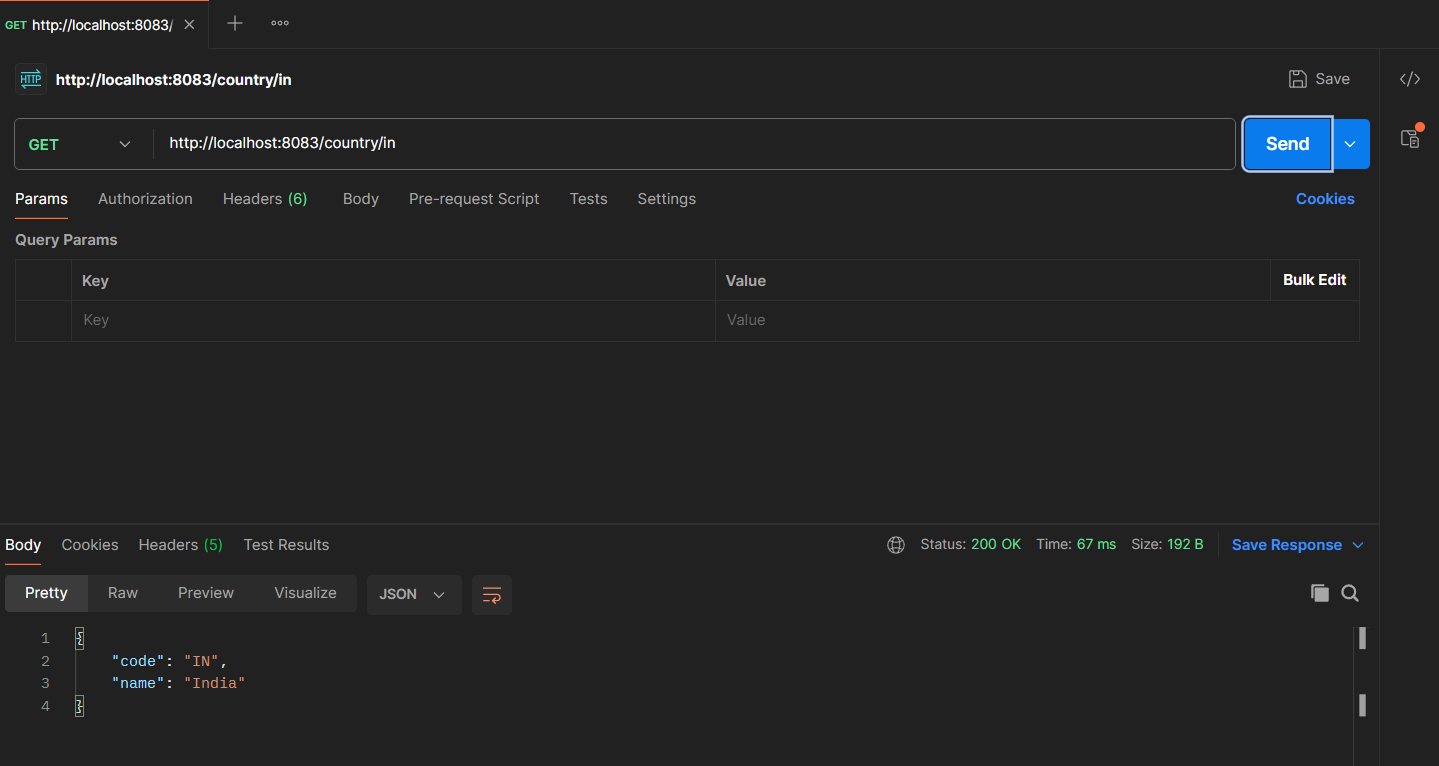 GET http://localhost:8083/
HTTP http://localhost:8083/country/in
Save
GET http://localhost:8083/country/in
Send
Params Authorization Headers (6) Body Pre-request Script Tests Settings
Cookies
Query Params
Key Value Bulk Edit
Key Value
Body Cookies Headers (5) Test Results
Status: 200 OK Time: 67 ms Size: 192 B Save Response
Pretty Raw Preview Visualize JSON
1 {
2 "code": "IN",
3 "name": "India"
4 }